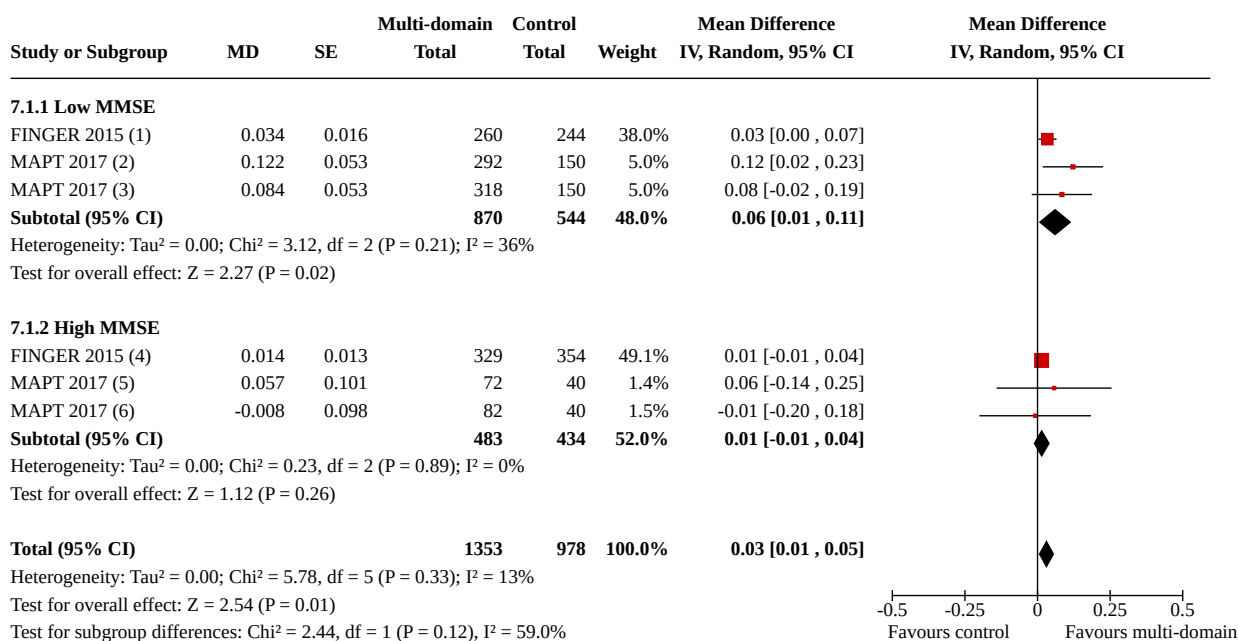 Multi-domain Control Mean Difference Mean Difference
Study or Subgroup MD SE Total Total Weight IV, Random, 95% CI IV, Random, 95% CI
7.1.1 Low MMSE
FINGER 2015 (1) 0.034 0.016 260 244 38.0% 0.03 [0.00 , 0.07]
MAPT 2017 (2) 0.122 0.053 292 150 5.0% 0.12 [0.02 , 0.23]
MAPT 2017 (3) 0.084 0.053 318 150 5.0% 0.08 [-0.02 , 0.19]
Subtotal (95% CI) 870 544 48.0% 0.06 [0.01 , 0.11]
Heterogeneity: Tau² = 0.00; Chi² = 3.12, df = 2 (P = 0.21); I² = 36%
Test for overall effect: Z = 2.27 (P = 0.02)
7.1.2 High MMSE
FINGER 2015 (4) 0.014 0.013 329 354 49.1% 0.01 [-0.01 , 0.04]
MAPT 2017 (5) 0.057 0.101 72 40 1.4% 0.06 [-0.14 , 0.25]
MAPT 2017 (6) -0.008 0.098 82 40 1.5% -0.01 [-0.20 , 0.18]
Subtotal (95% CI) 483 434 52.0% 0.01 [-0.01 , 0.04]
Heterogeneity: Tau² = 0.00; Chi² = 0.23, df = 2 (P = 0.89); I² = 0%
Test for overall effect: Z = 1.12 (P = 0.26)
Total (95% CI) 1353 978 100.0% 0.03 [0.01 , 0.05]
Heterogeneity: Tau² = 0.00; Chi² = 5.78, df = 5 (P = 0.33); I² = 13%
Test for overall effect: Z = 2.54 (P = 0.01)
-0.5 -0.25 0 0.25 0.5
Test for subgroup differences: Chi² = 2.44, df = 1 (P = 0.12), I² = 59.0% Favours control Favours multi-domain